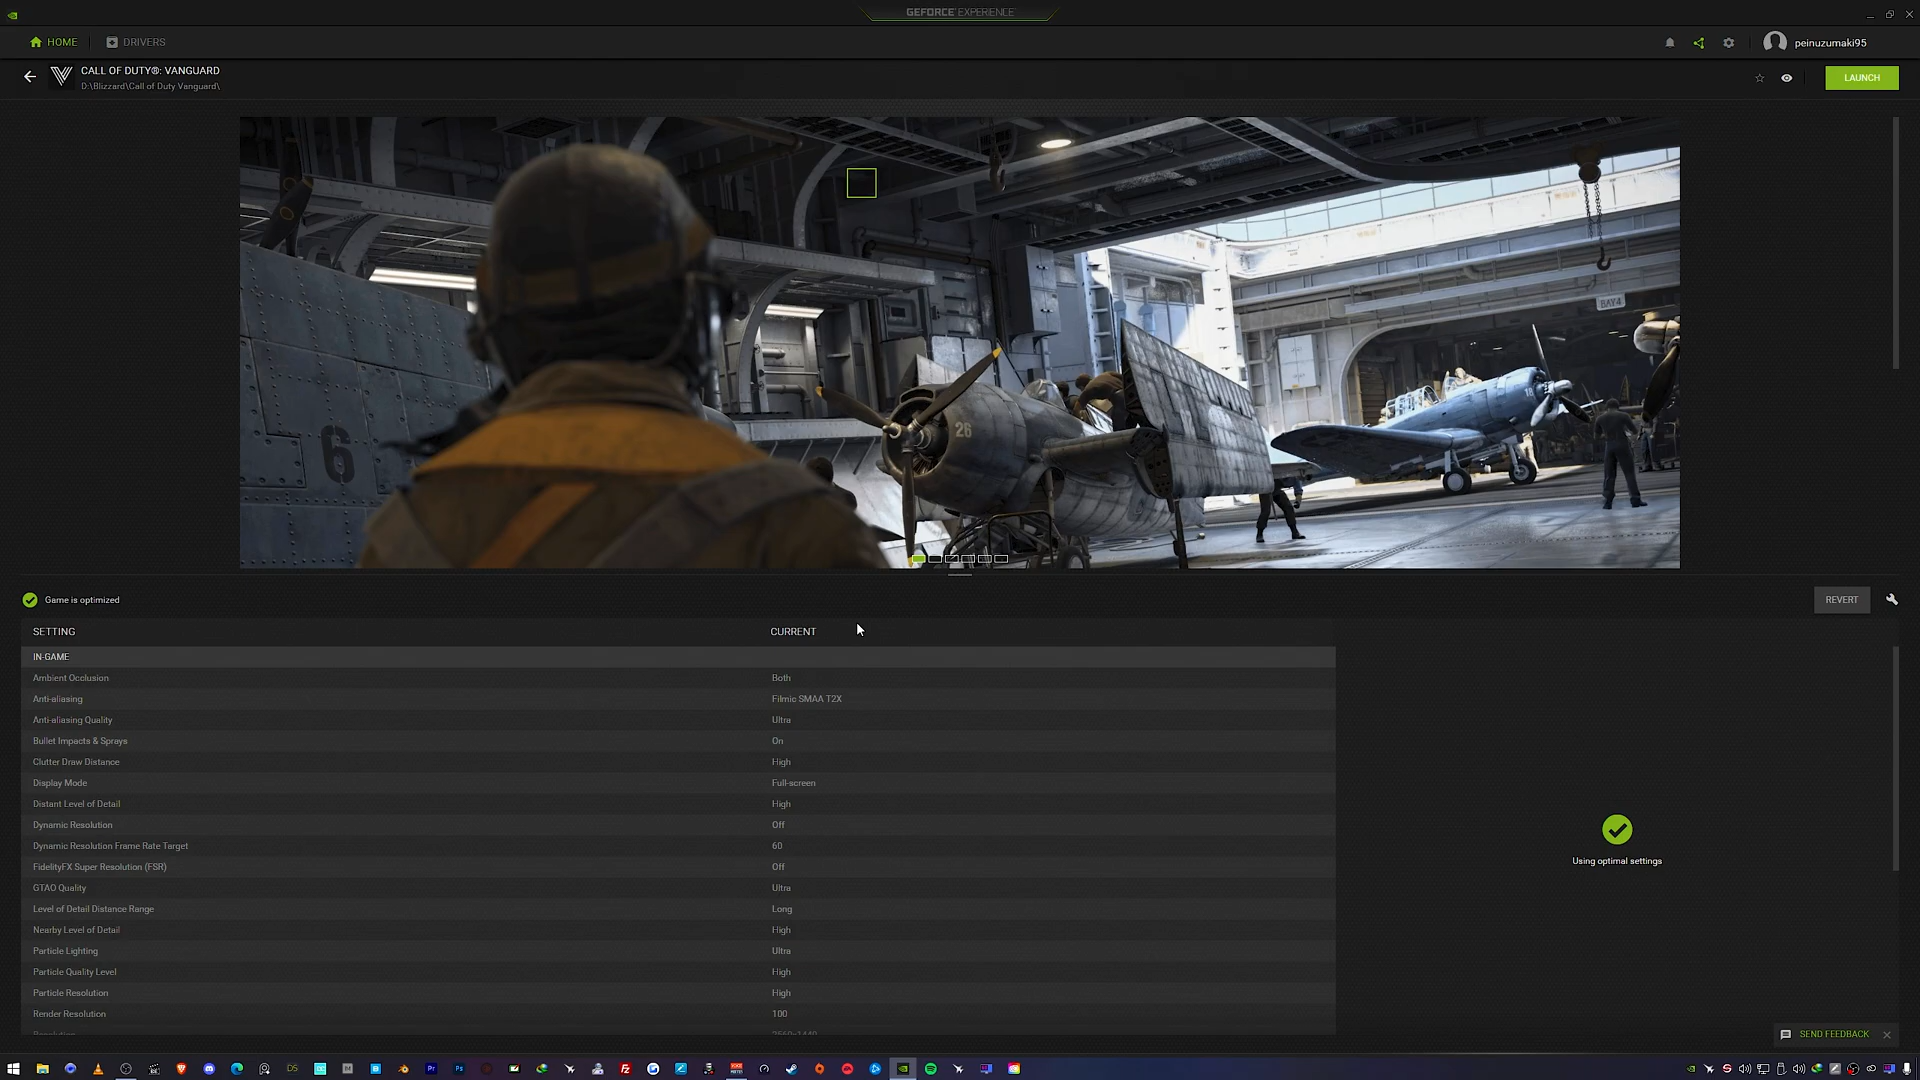 GEFORCE EXPERIENCE
HOME
DRIVERS
peinuzumaki95
CALL OF DUTY®: VANGUARD
D:\Blizzard\Call of Duty Vanguard\
LAUNCH
BAY4
6
26
Game is optimized
REVERT
SETTING CURRENT
IN-GAME
Ambient Occlusion Both
Anti-aliasing Filmic SMAA T2X
Anti-aliasing Quality Ultra
Bullet Impacts & Sprays On
Clutter Draw Distance High
Display Mode Full-screen
Distant Level of Detail High
Dynamic Resolution Off
Dynamic Resolution Frame Rate Target 60
FidelityFX Super Resolution (FSR) Off
GTAO Quality Ultra
Level of Detail Distance Range Long
Nearby Level of Detail High
Particle Lighting Ultra
Particle Quality Level High
Particle Resolution High
Render Resolution 100
Resolution 2560x1440
Using optimal settings
SEND FEEDBACK
DS
Pr
Ps